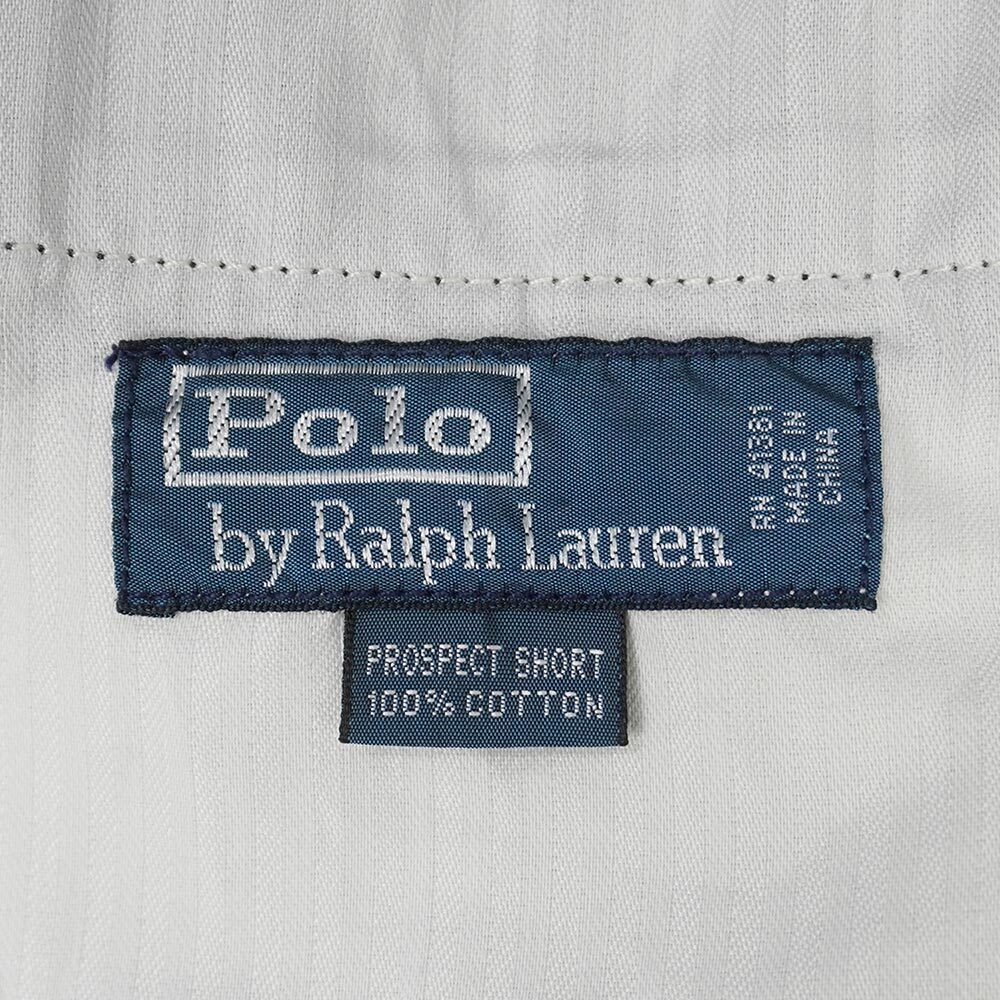 Polo
by Ralph Lauren
RN 41381
MADE IN
CHINA
PROSPECT SHORT
100% COTTON